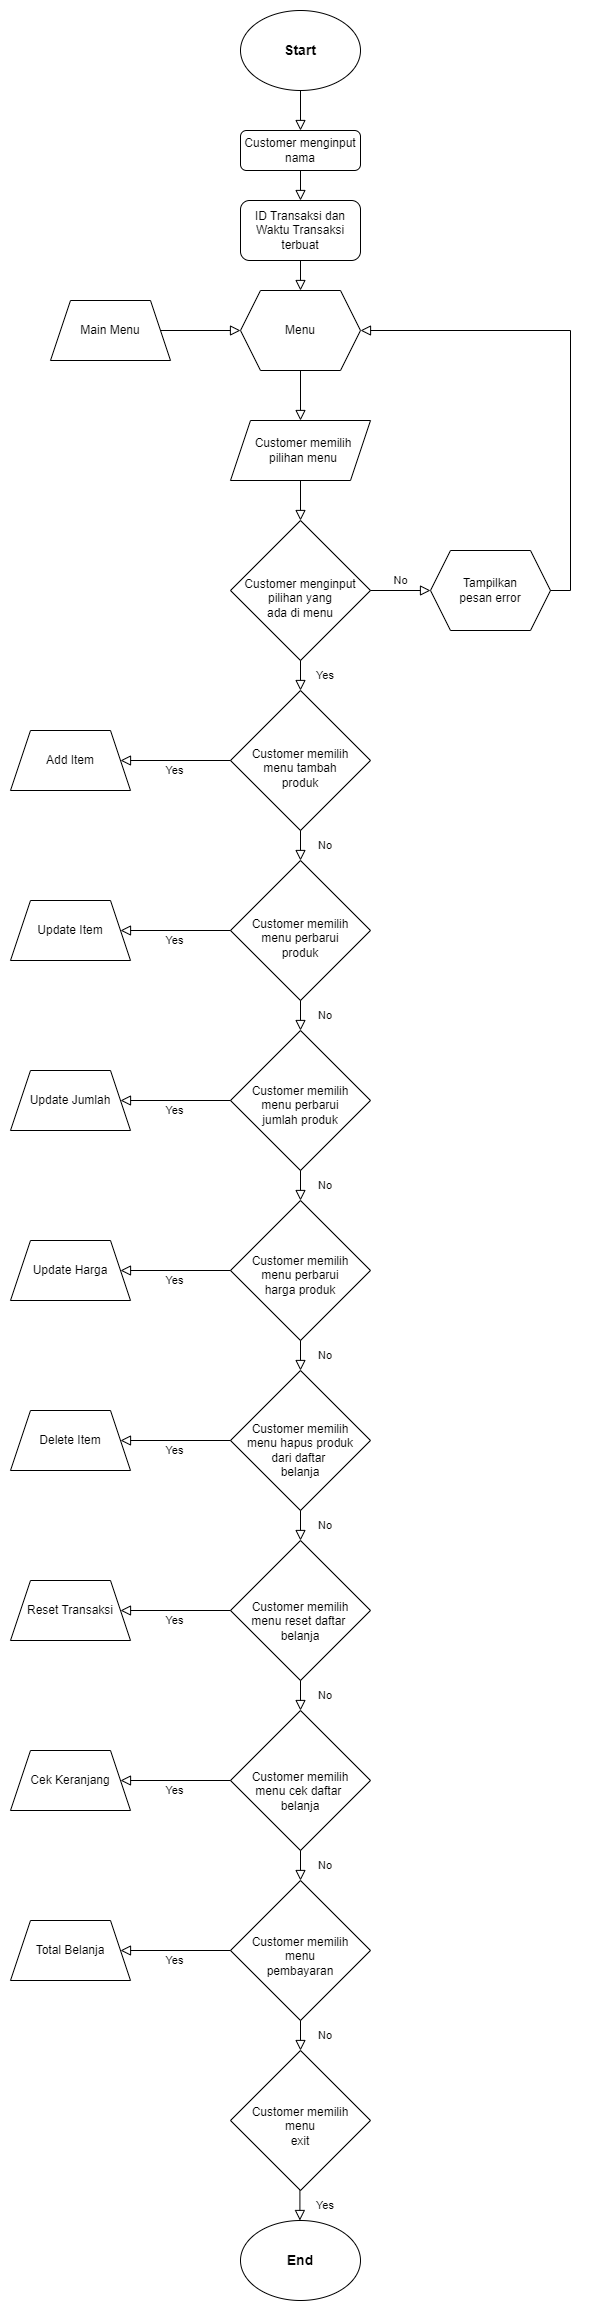 Start
Customer menginput
nama
ID Transaksi dan
Waktu Transaksi
terbuat
Main Menu
Menu
Customer memilih
pilihan menu
Customer menginput
pilihan yang
ada di menu
No
Tampilkan
pesan error
Yes
Add Item
Yes
Customer memilih
menu tambah
produk
No
Update Item
Yes
Customer memilih
menu perbarui
produk
No
Update Jumlah
Yes
Customer memilih
menu perbarui
jumlah produk
No
Update Harga
Yes
Customer memilih
menu perbarui
harga produk
No
Delete Item
Yes
Customer memilih
menu hapus produk
dari daftar
belanja
No
Reset Transaksi
Yes
Customer memilih
menu reset daftar
belanja
No
Cek Keranjang
Yes
Customer memilih
menu cek daftar
belanja
No
Total Belanja
Yes
Customer memilih
menu
pembayaran
No
Customer memilih
menu
exit
Yes
End